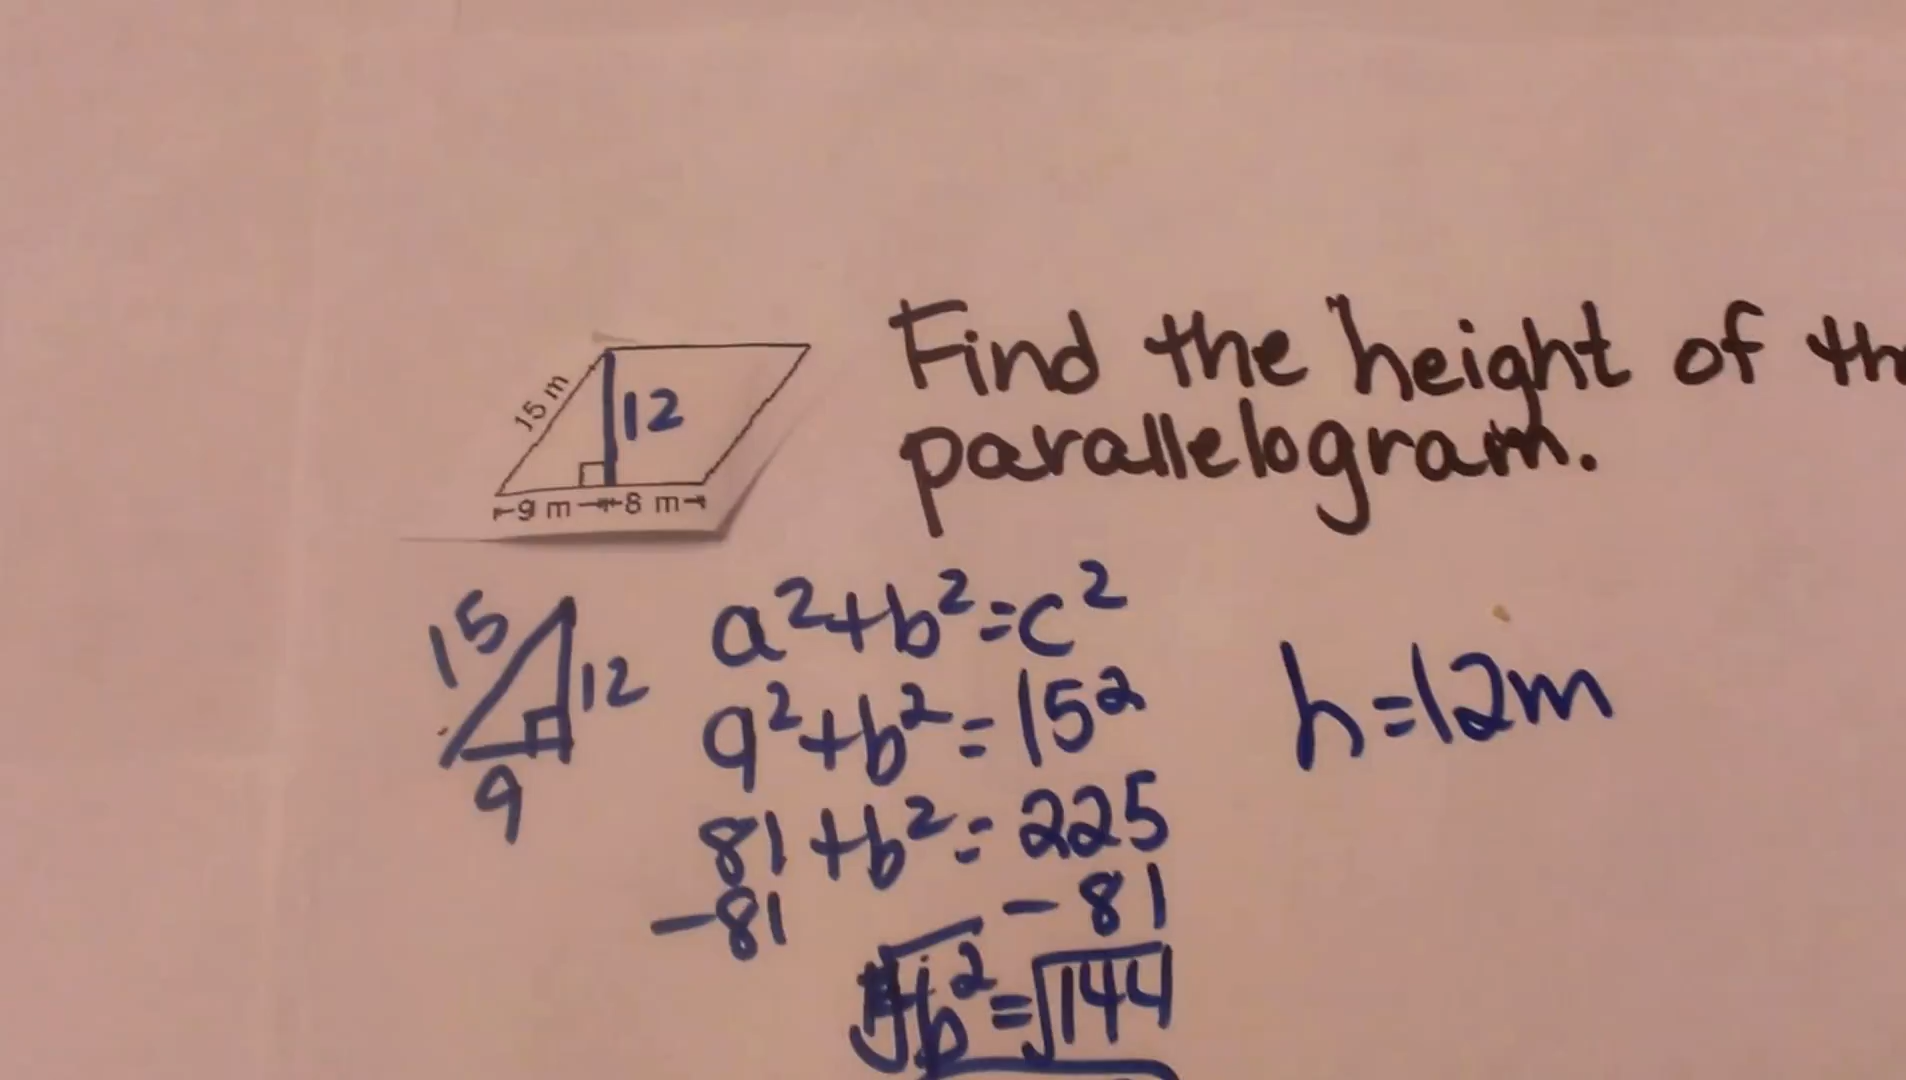 Find the height of th
parallelogram.
15 m
12
9 m 8 m
15
12
9
a²+b²=c²
9²+b²=15²
81+b²=225
-81 -81
√b²=√144
h=12m